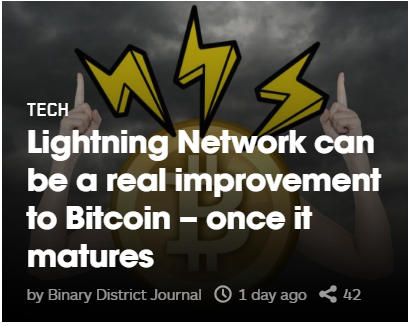 TECH
Lightning Network can
be a real improvement
to Bitcoin – once it
matures
by Binary District Journal 1 day ago 42